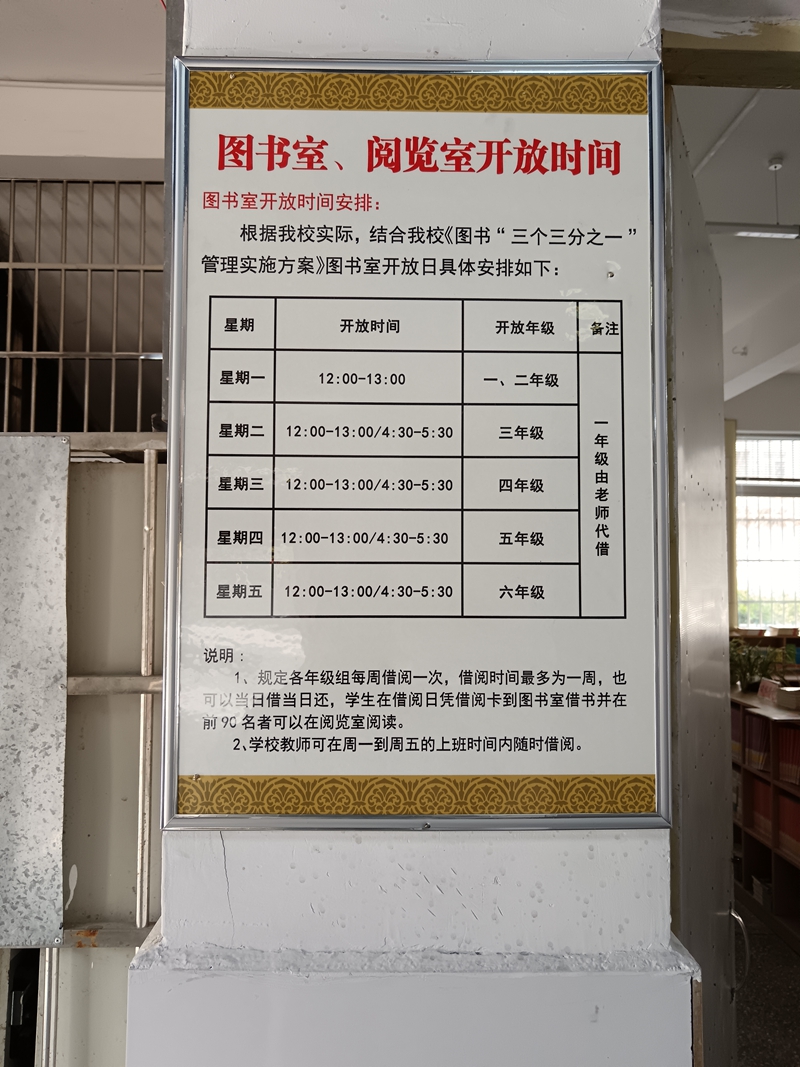 图书室、阅览室开放时间
图书室开放时间安排：
根据我校实际，结合我校《图书“三个三分之一”
管理实施方案》图书室开放日具体安排如下：
星期 开放时间 开放年级 备注
星期一 12:00-13:00 一、二年级
星期二 12:00-13:00/4:30-5:30 三年级
星期三 12:00-13:00/4:30-5:30 四年级
星期四 12:00-13:00/4:30-5:30 五年级
星期五 12:00-13:00/4:30-5:30 六年级
一年级由老师代借
说明：
1、规定各年级组每周借阅一次，借阅时间最多为一周，也
可以当日借当日还，学生在借阅日凭借阅卡到图书室借书并在
前90名者可以在阅览室阅读。
2、学校教师可在周一到周五的上班时间内随时借阅。